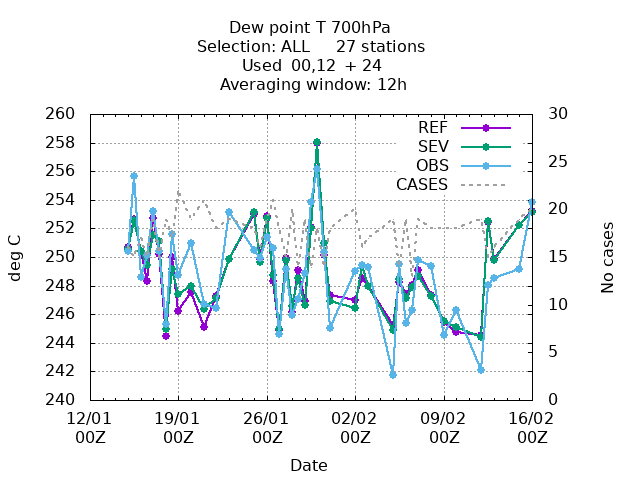 Dew point T 700hPa
Selection: ALL 27 stations
Used 00,12 + 24
Averaging window: 12h
260
258
256
254
252
250
248
246
244
242
240
deg C
30
25
20
15
10
5
0
No cases
REF
SEV
OBS
CASES
12/01 19/01 26/01 02/02 09/02 16/02
00Z 00Z 00Z 00Z 00Z 00Z
Date